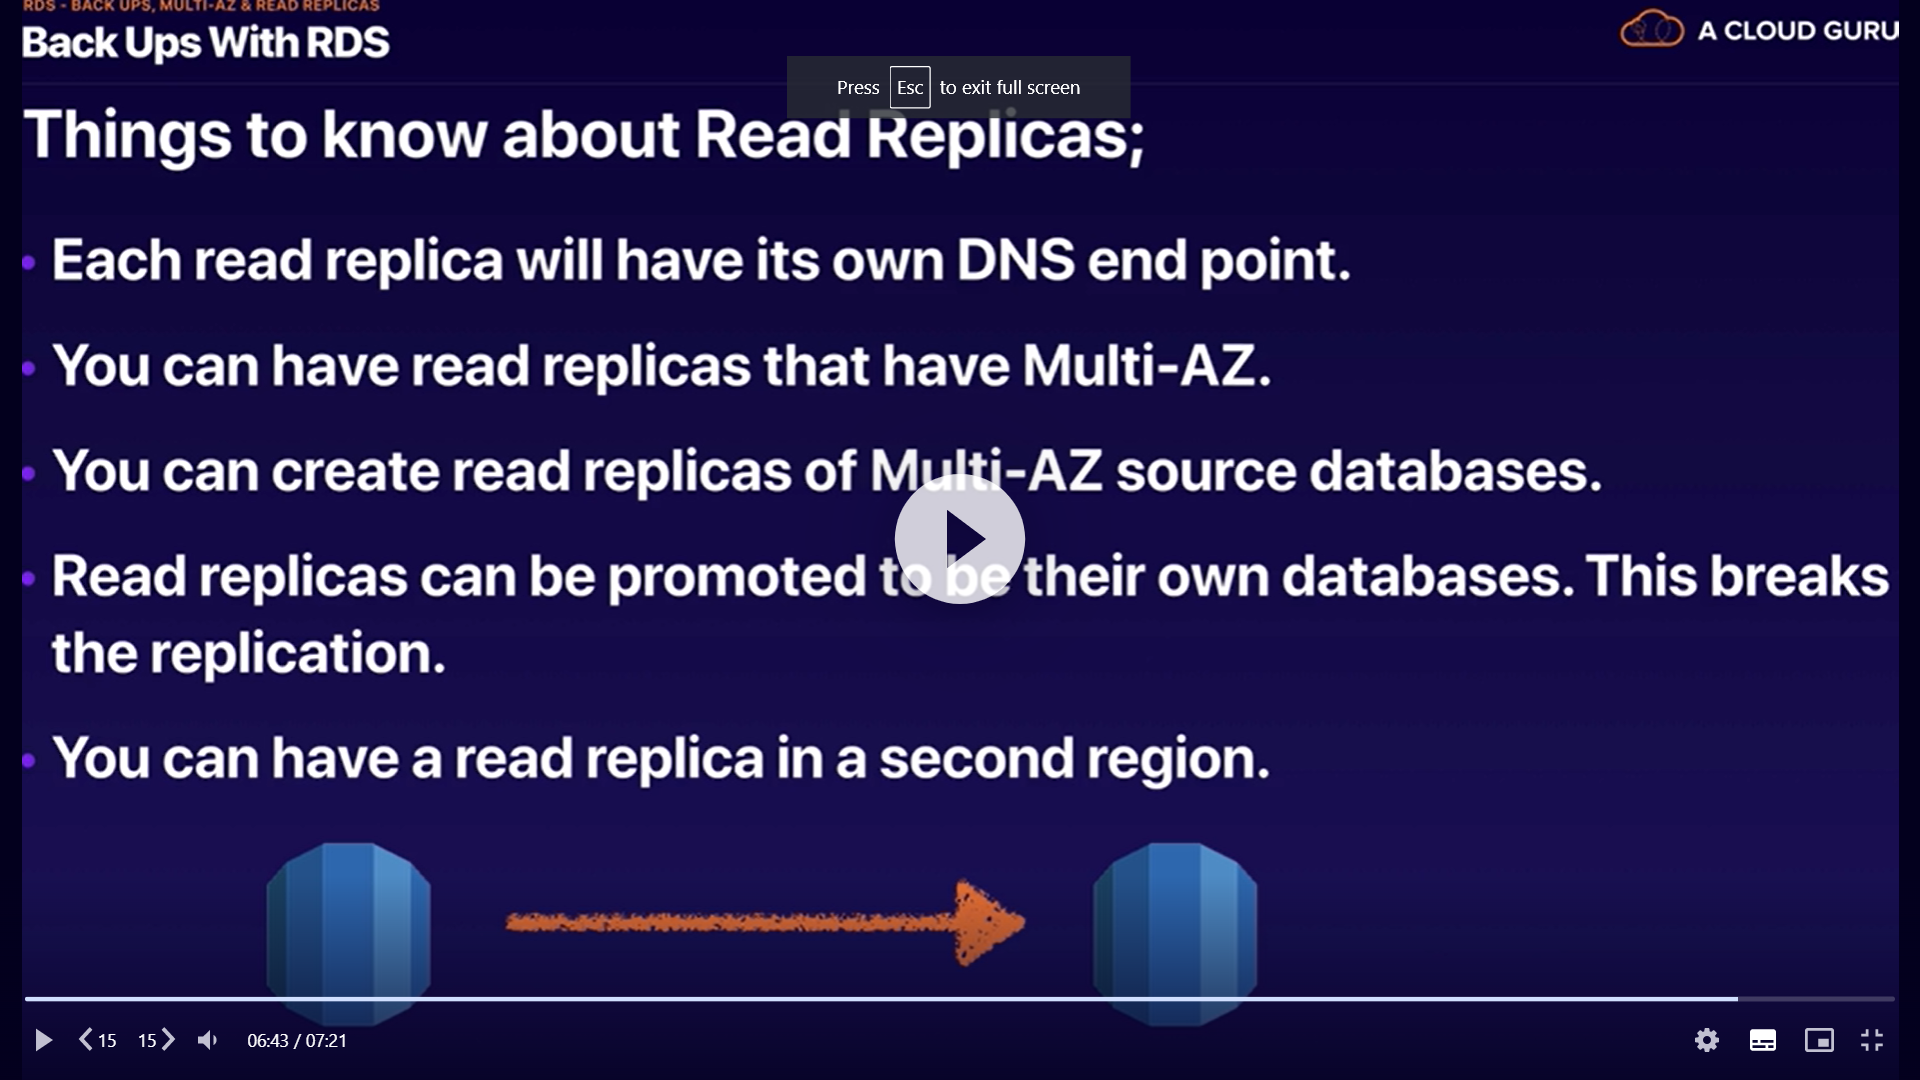 RDS - BACK UPS, MULTI-AZ & READ REPLICAS
Back Ups With RDS
A CLOUD GURU
Press Esc to exit full screen
Things to know about Read Replicas;
• Each read replica will have its own DNS end point.
• You can have read replicas that have Multi-AZ.
• You can create read replicas of Multi-AZ source databases.
• Read replicas can be promoted to be their own databases. This breaks
the replication.
• You can have a read replica in a second region.
15 15 06:43 / 07:21